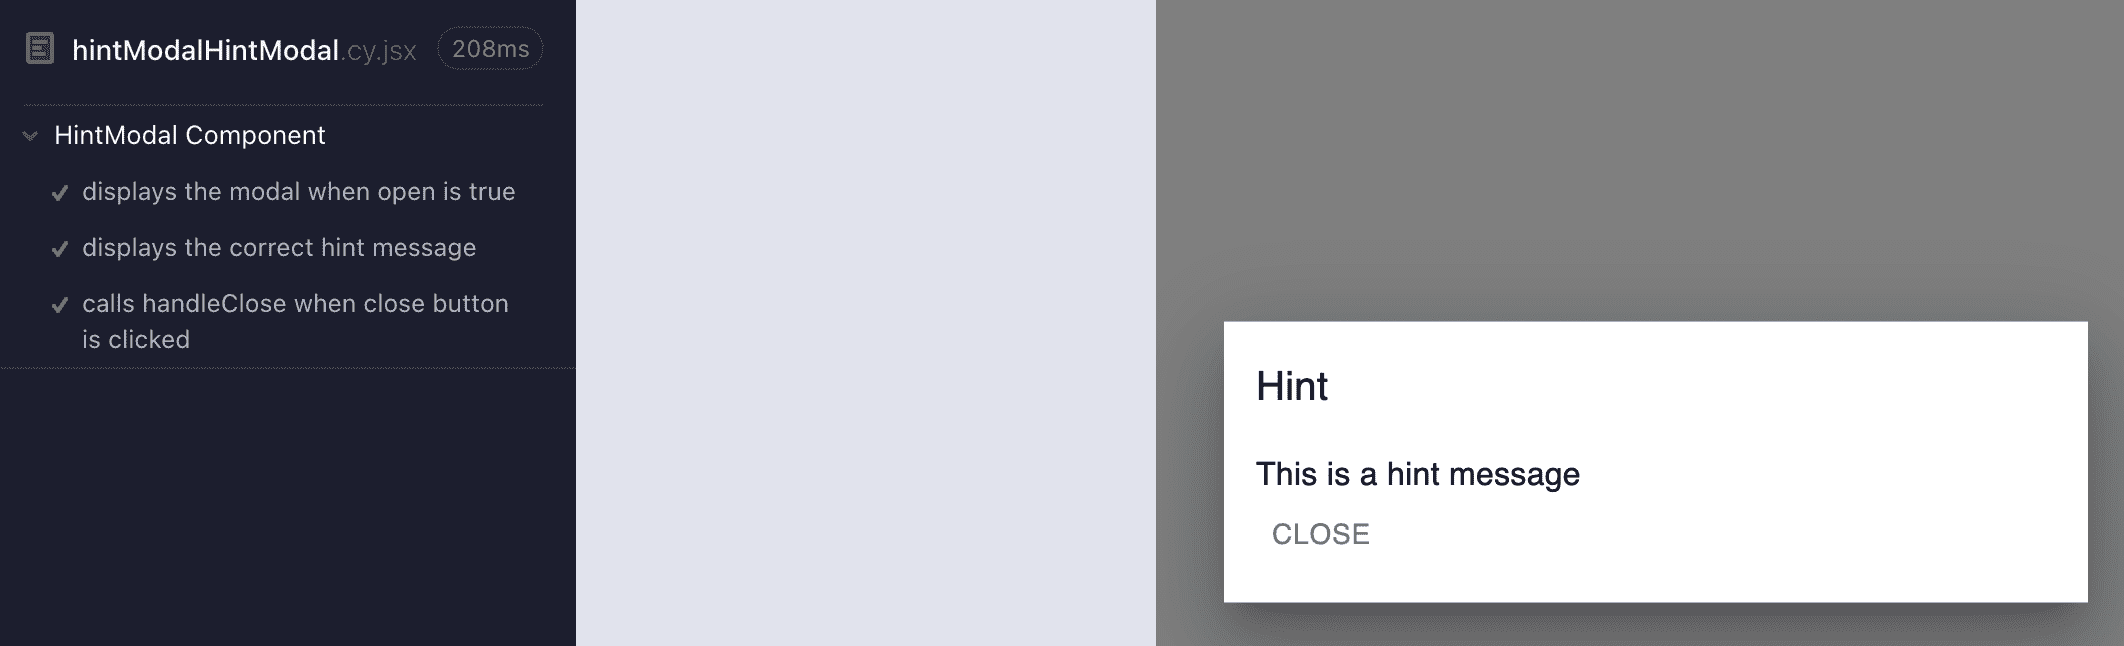 hintModalHintModal.cy.jsx 208ms
HintModal Component
displays the modal when open is true
displays the correct hint message
calls handleClose when close button
is clicked
Hint
This is a hint message
CLOSE